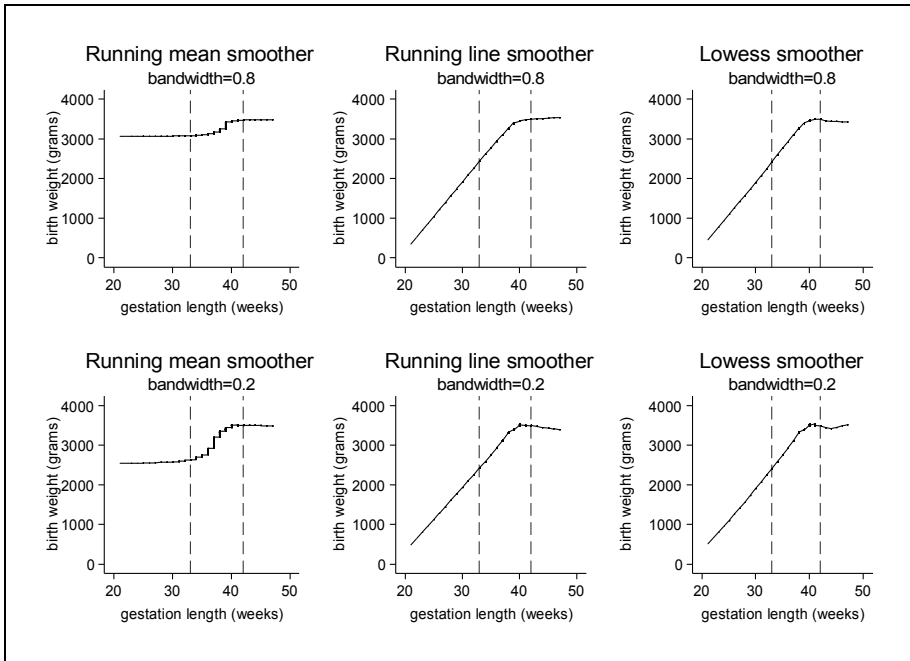 Running mean smoother
bandwidth=0.8
birth weight (grams)
4000
3000
2000
1000
0
20 30 40 50
gestation length (weeks)
Running line smoother
bandwidth=0.8
birth weight (grams)
4000
3000
2000
1000
0
20 30 40 50
gestation length (weeks)
Lowess smoother
bandwidth=0.8
birth weight (grams)
4000
3000
2000
1000
0
20 30 40 50
gestation length (weeks)
Running mean smoother
bandwidth=0.2
birth weight (grams)
4000
3000
2000
1000
0
20 30 40 50
gestation length (weeks)
Running line smoother
bandwidth=0.2
birth weight (grams)
4000
3000
2000
1000
0
20 30 40 50
gestation length (weeks)
Lowess smoother
bandwidth=0.2
birth weight (grams)
4000
3000
2000
1000
0
20 30 40 50
gestation length (weeks)